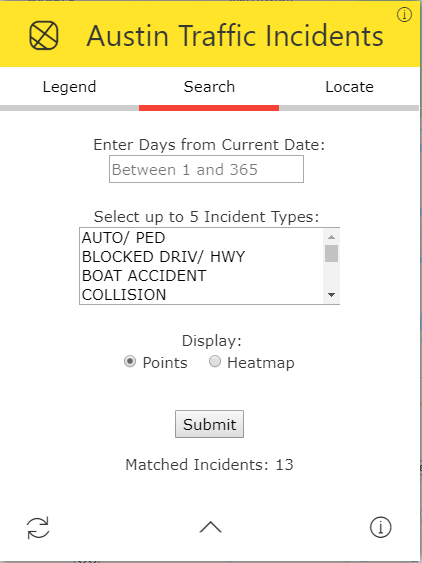 Austin Traffic Incidents
Legend Search Locate
Enter Days from Current Date:
Between 1 and 365
Select up to 5 Incident Types:
AUTO/ PED
BLOCKED DRIV/ HWY
BOAT ACCIDENT
COLLISION
Display:
Points Heatmap
Submit
Matched Incidents: 13